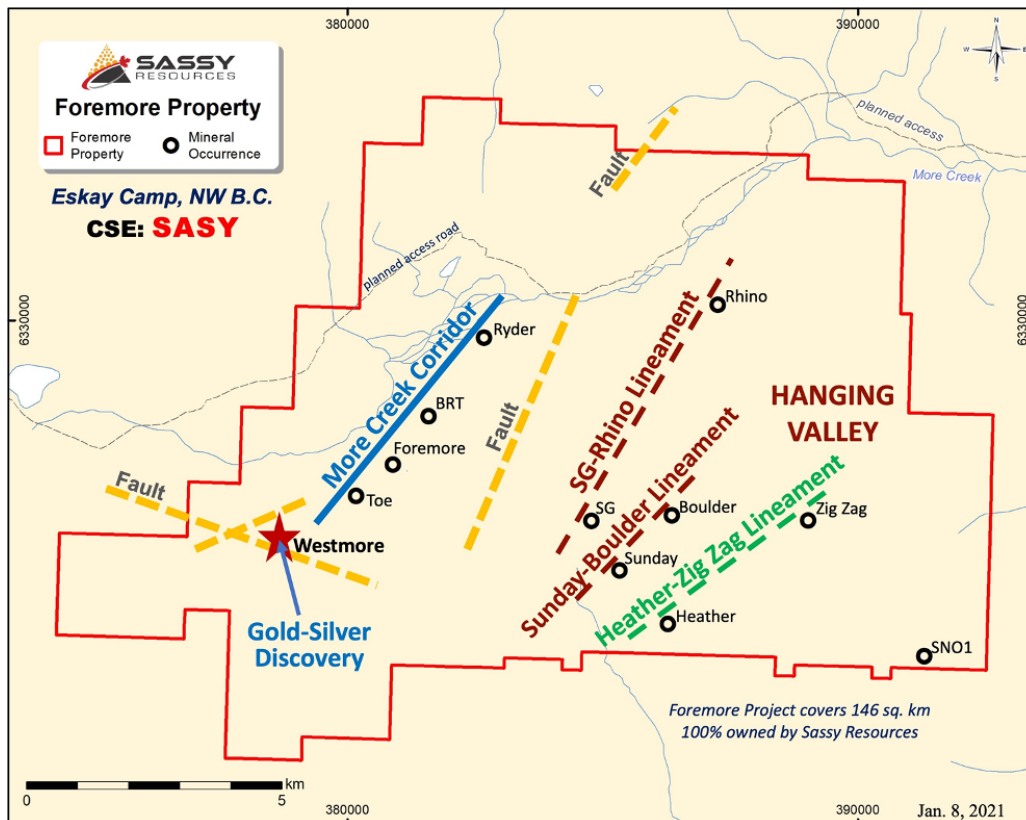 380000
390000
SASSY
RESOURCES
Foremore Property
Foremore
Property
Mineral
Occurrence
Eskay Camp, NW B.C.
CSE: SASY
N
W
E
S
planned access
More Creek
Fault
planned access road
6330000
6330000
Rhino
Ryder
More Creek Corridor
BRT
Foremore
Toe
Fault
SG-Rhino Lineament
HANGING
VALLEY
Fault
Westmore
SG
Boulder
Sunday-Boulder Lineament
Zig Zag
Sunday
Heather-Zig Zag Lineament
Heather
Gold-Silver
Discovery
SNO1
Foremore Project covers 146 sq. km
100% owned by Sassy Resources
km
0
5
380000
390000
Jan. 8, 2021